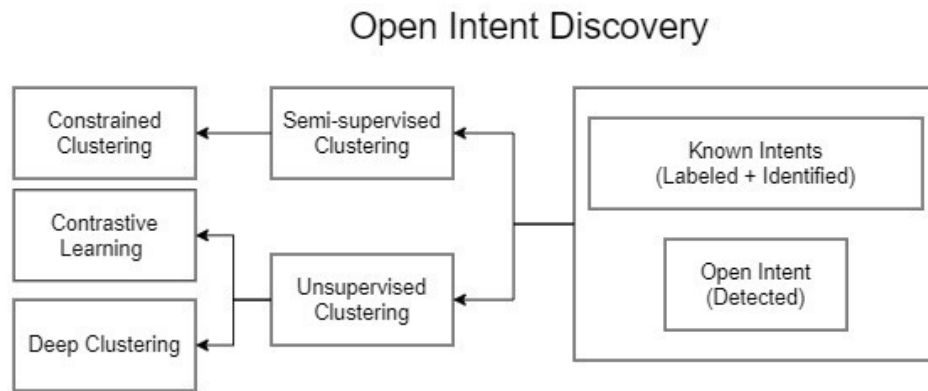 Open Intent Discovery
Constrained
Clustering
Semi-supervised
Clustering
Known Intents
(Labeled + Identified)
Contrastive
Learning
Unsupervised
Clustering
Open Intent
(Detected)
Deep Clustering